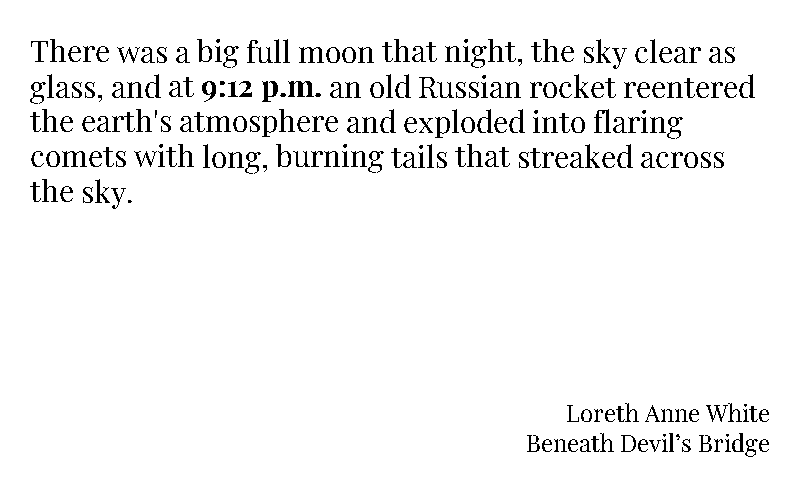 There was a big full moon that night, the sky clear as
glass, and at 9:12 p.m. an old Russian rocket reentered
the earth's atmosphere and exploded into flaring
comets with long, burning tails that streaked across
the sky.
Loreth Anne White
Beneath Devil’s Bridge